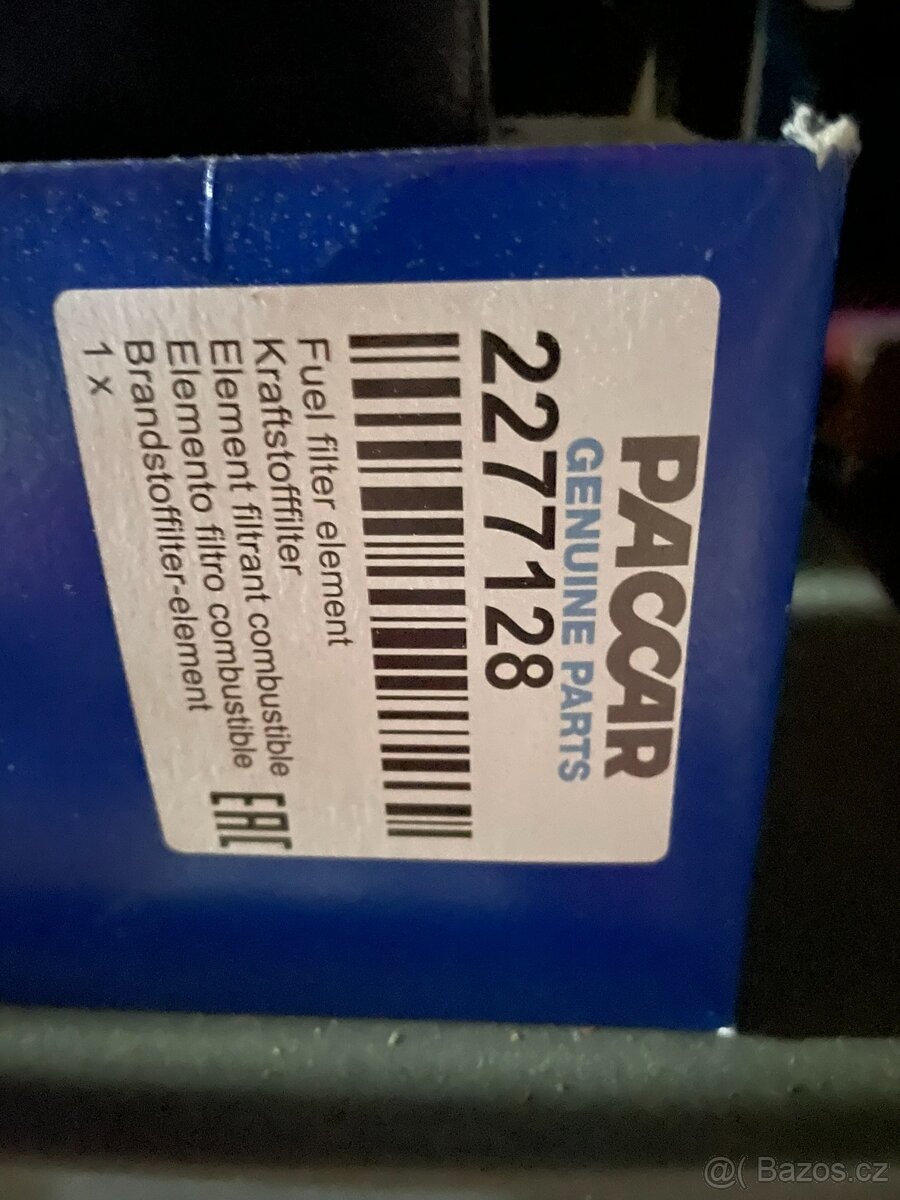 PACCAR
GENUINE PARTS
2277128
Fuel filter element
Kraftstofffilter
Element filtrant combustible
Elemento filtro combustible
Brandstoffilter-element
1 x
EAC
@( Bazos.cz